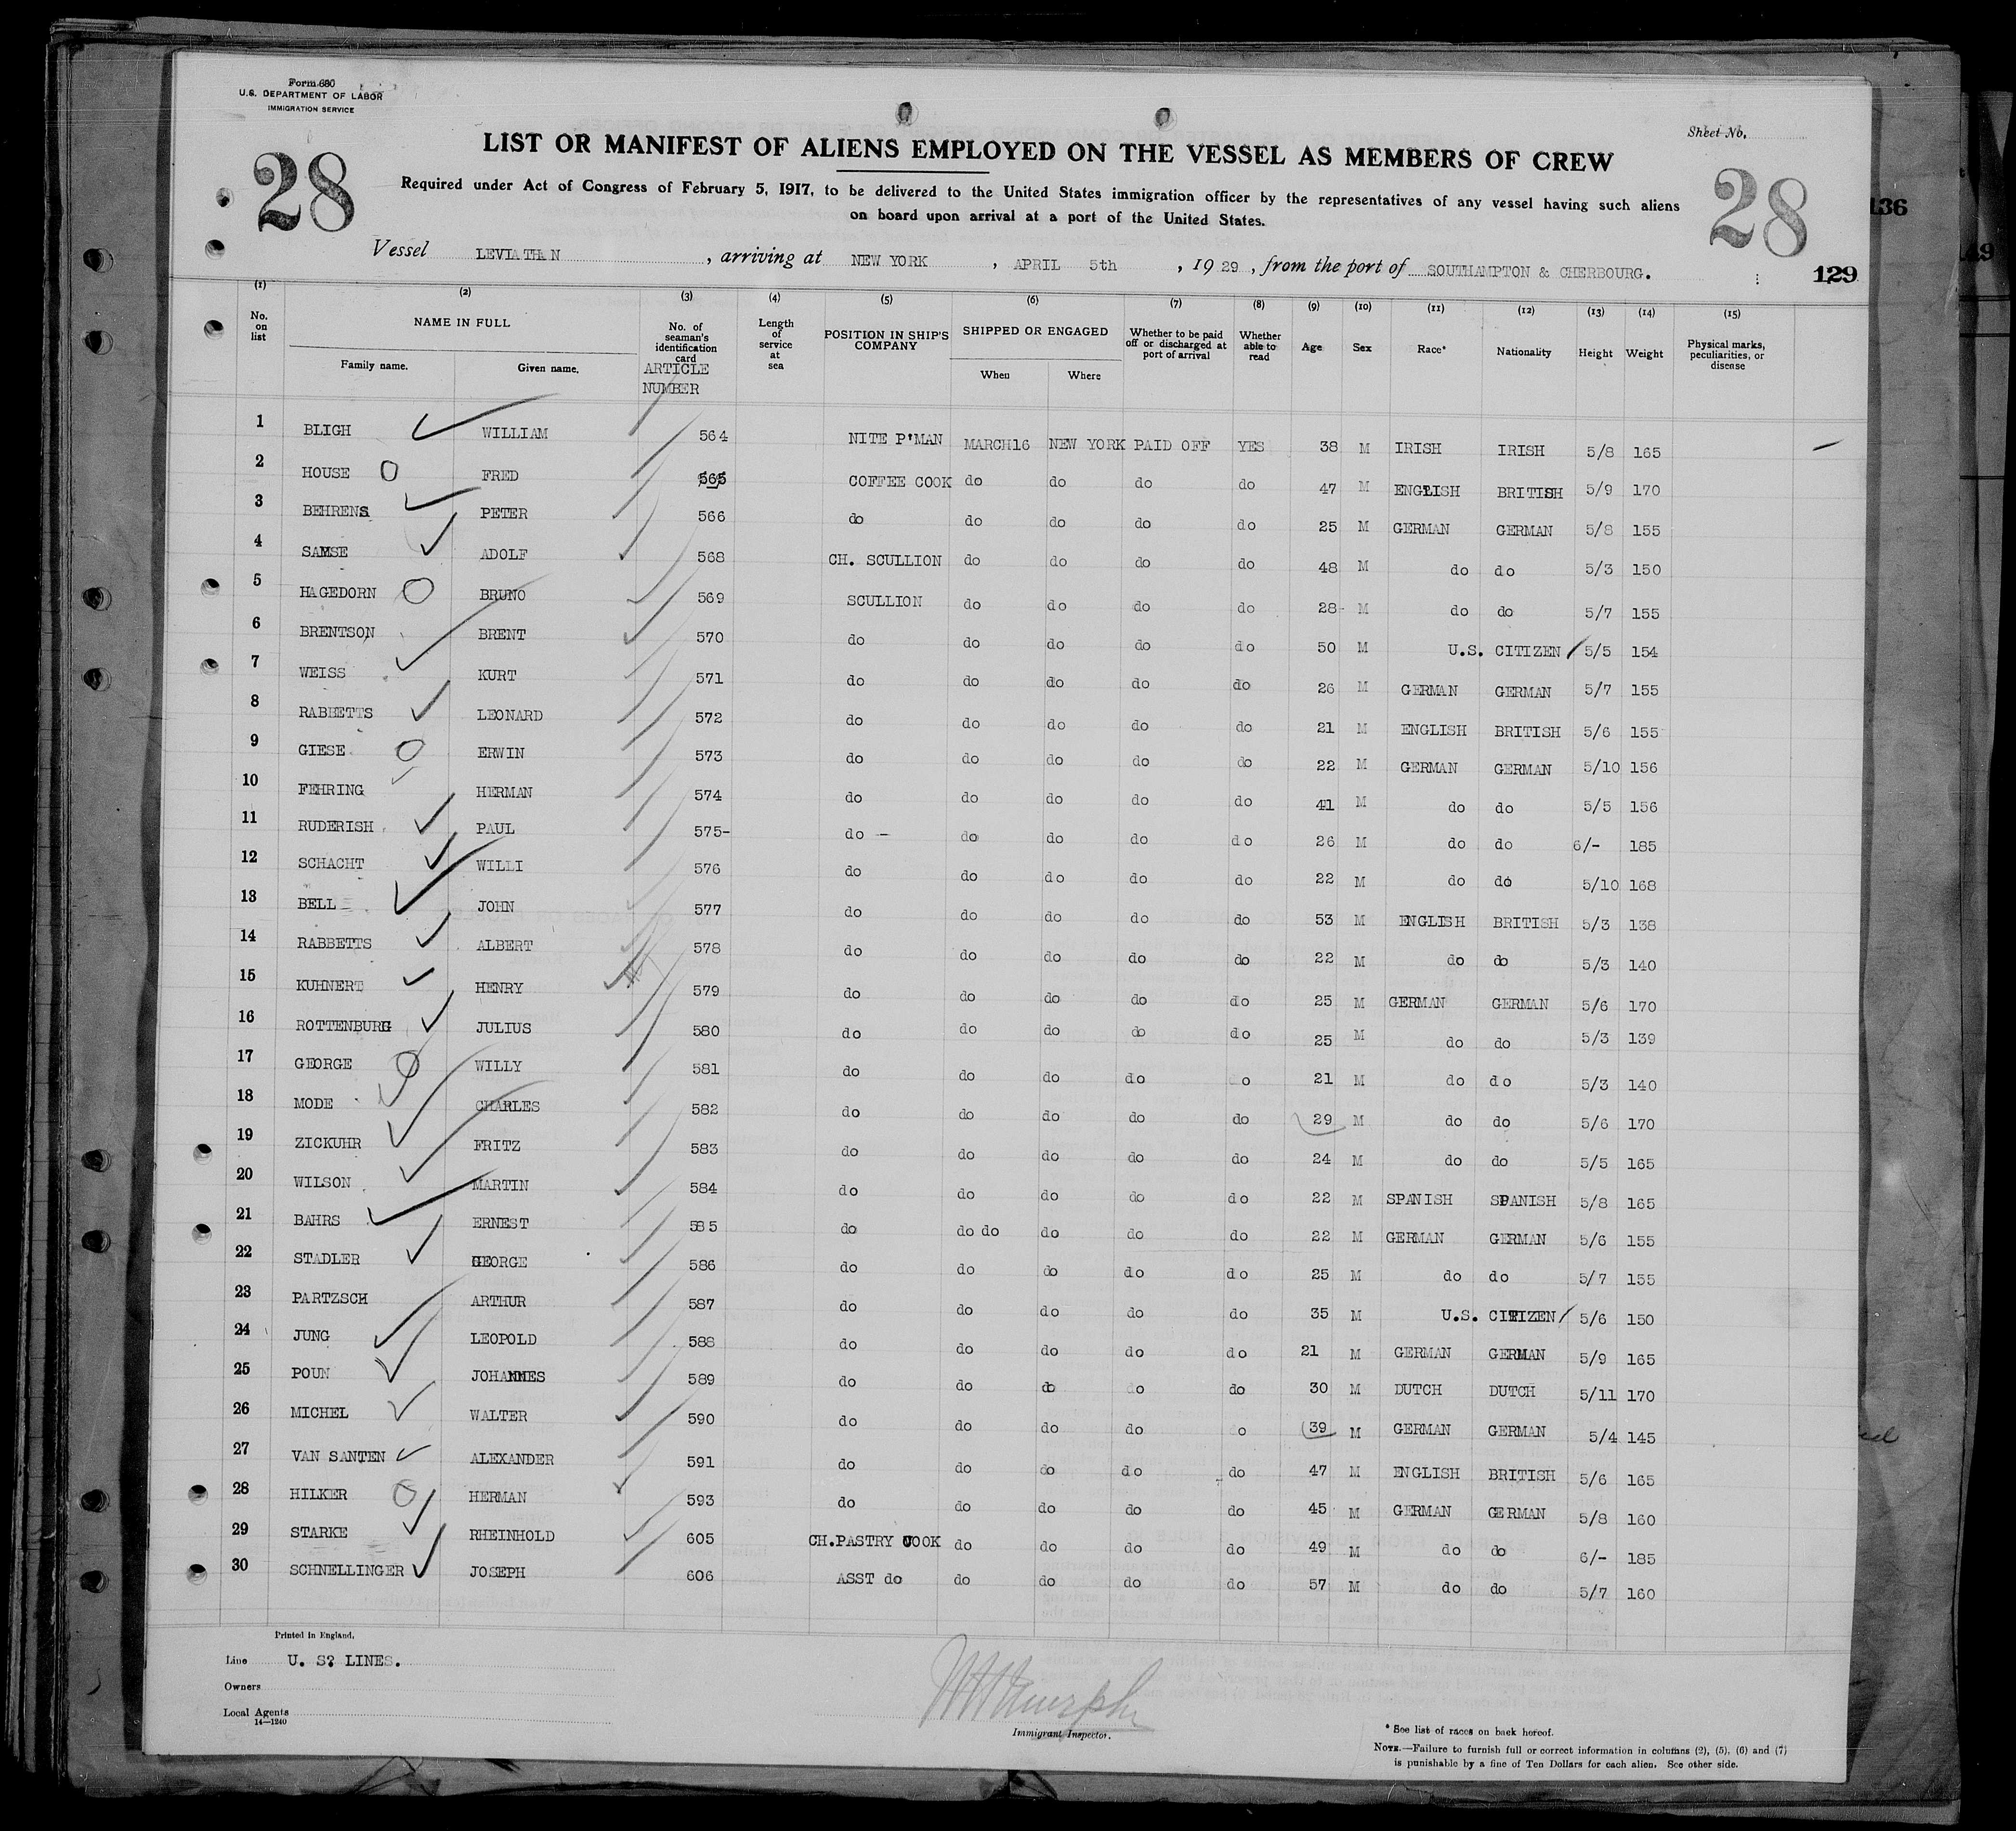 Form 680
U.S. DEPARTMENT OF LABOR
IMMIGRATION SERVICE
Sheet No.
LIST OR MANIFEST OF ALIENS EMPLOYED ON THE VESSEL AS MEMBERS OF CREW
28 28
Required under Act of Congress of February 5, 1917, to be delivered to the United States immigration officer by the representatives of any vessel having such aliens
on board upon arrival at a port of the United States.
136
Vessel LEVIATHAN, arriving at NEW YORK, APRIL 5th, 1929, from the port of SOUTHAMPTON & CHERBOURG.
129
(1) (2) (3) (4) (5) (6) (7) (8) (9) (10) (11) (12) (13) (14) (15)
No. on list
NAME IN FULL
Family name. Given name.
No. of seaman's identification card
ARTICLE NUMBER
Length of service at sea
POSITION IN SHIP'S COMPANY
SHIPPED OR ENGAGED
When Where
Whether to be paid off or discharged at port of arrival
Whether able to read
Age Sex Race* Nationality Height Weight
Physical marks, peculiarities, or disease
1 BLIGH WILLIAM 564 NITE P'MAN MARCH16 NEW YORK PAID OFF YES 38 M IRISH IRISH 5/8 165
2 HOUSE FRED 565 COFFEE COOK do do do do 47 M ENGLISH BRITISH 5/9 170
3 BEHRENS PETER 566 do do do do do 25 M GERMAN GERMAN 5/8 155
4 SAMSE ADOLF 568 CH. SCULLION do do do do 48 M do do 5/3 150
5 HAGEDORN BRUNO 569 SCULLION do do do do 28 M do do 5/7 155
6 BRENTSON BRENT 570 do do do do do 50 M U.S. CITIZEN 5/5 154
7 WEISS KURT 571 do do do do do 26 M GERMAN GERMAN 5/7 155
8 RABBETTS LEONARD 572 do do do do do 21 M ENGLISH BRITISH 5/6 155
9 GIESE ERWIN 573 do do do do do 22 M GERMAN GERMAN 5/10 156
10 FEHRING HERMAN 574 do do do do do 41 M do do 5/5 156
11 RUDERISH PAUL 575- do - do do do do 26 M do do 6/- 185
12 SCHACHT WILLI 576 do do do do do 22 M do do 5/10 168
13 BELL JOHN 577 do do do do do 53 M ENGLISH BRITISH 5/3 138
14 RABBETTS ALBERT 578 do do do do do 22 M do do 5/3 140
15 KUHNERT HENRY 579 do do do do do 25 M GERMAN GERMAN 5/6 170
16 ROTTENBURG JULIUS 580 do do do do do 25 M do do 5/3 139
17 GEORGE WILLY 581 do do do do o 21 M do do 5/3 140
18 MODE CHARLES 582 do do do do do 29 M do do 5/6 170
19 ZICKUHR FRITZ 583 do do do do do 24 M do do 5/5 165
20 WILSON MARTIN 584 do do do do do 22 M SPANISH SPANISH 5/8 165
21 BAHRS ERNEST 585 do do do do do do 22 M GERMAN GERMAN 5/6 155
22 STADLER GEORGE 586 do do do do do 25 M do do 5/7 155
23 PARTZSCH ARTHUR 587 do do do do do 35 M U.S. CITIZEN 5/6 150
24 JUNG LEOPOLD 588 do do do do do 21 M GERMAN GERMAN 5/9 165
25 POUN JOHANNES 589 do do do do do 30 M DUTCH DUTCH 5/11 170
26 MICHEL WALTER 590 do do do do o 39 M GERMAN GERMAN 5/4 145
27 VAN SANTEN ALEXANDER 591 do do do do do 47 M ENGLISH BRITISH 5/6 165
28 HILKER HERMAN 593 do do do do do 45 M GERMAN GERMAN 5/8 160
29 STARKE RHEINHOLD 605 CH.PASTRY COOK do do do do 49 M do do 6/- 185
30 SCHNELLINGER JOSEPH 606 ASST do do do do do 57 M do do 5/7 160
Printed in England.
Line U. S? LINES.
Owners
Local Agents
14—1240
Immigrant Inspector.
* See list of races on back hereof.
NOTE.—Failure to furnish full or correct information in columns (2), (5), (6) and (7)
is punishable by a fine of Ten Dollars for each alien. See other side.